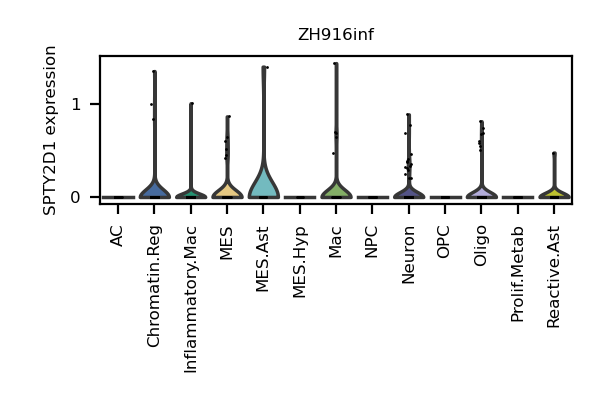 ZH916inf
SPTY2D1 expression
1
0
AC
Chromatin.Reg
Inflammatory.Mac
MES
MES.Ast
MES.Hyp
Mac
NPC
Neuron
OPC
Oligo
Prolif.Metab
Reactive.Ast